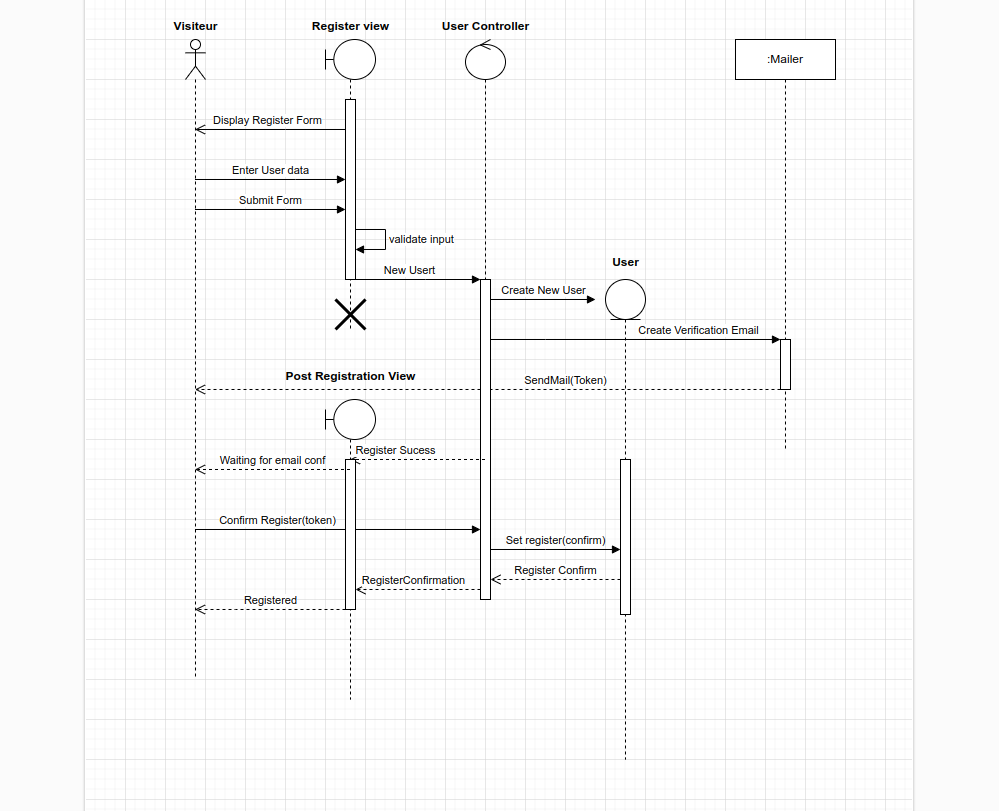 Visiteur
Register view
User Controller
:Mailer
Display Register Form
Enter User data
Submit Form
validate input
New Usert
User
Create New User
Create Verification Email
Post Registration View
SendMail(Token)
Register Sucess
Waiting for email conf
Confirm Register(token)
Set register(confirm)
Register Confirm
RegisterConfirmation
Registered